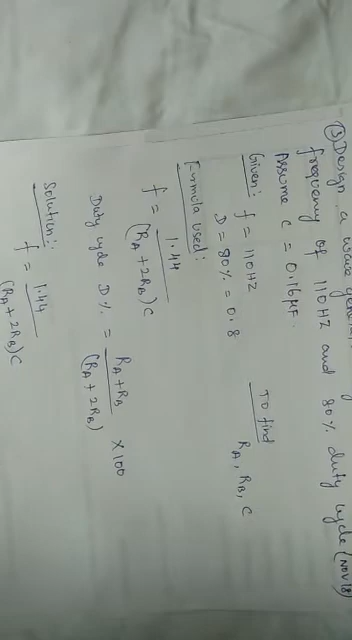 ③ Design a wave
frequency of 110HZ and 80% duty cycle (NOV18)
Assume C = 0.16μF.
Given: f = 110HZ
D = 80% = 0.8
To find
RA, RB, C
Formula used:
f = 1.44 / (RA + 2RB) C
Duty cycle D% = RA + RB / (RA + 2RB) × 100
Solution:
f = 1.44 / (RA + 2RB) C